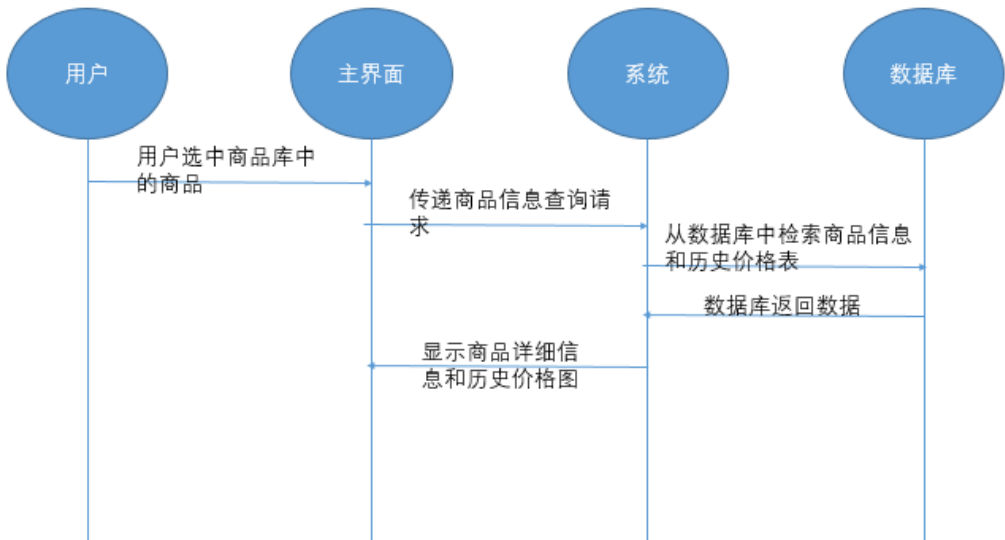 用户
主界面
系统
数据库
用户选中商品库中
的商品
传递商品信息查询请
求
从数据库中检索商品信息
和历史价格表
数据库返回数据
显示商品详细信
息和历史价格图